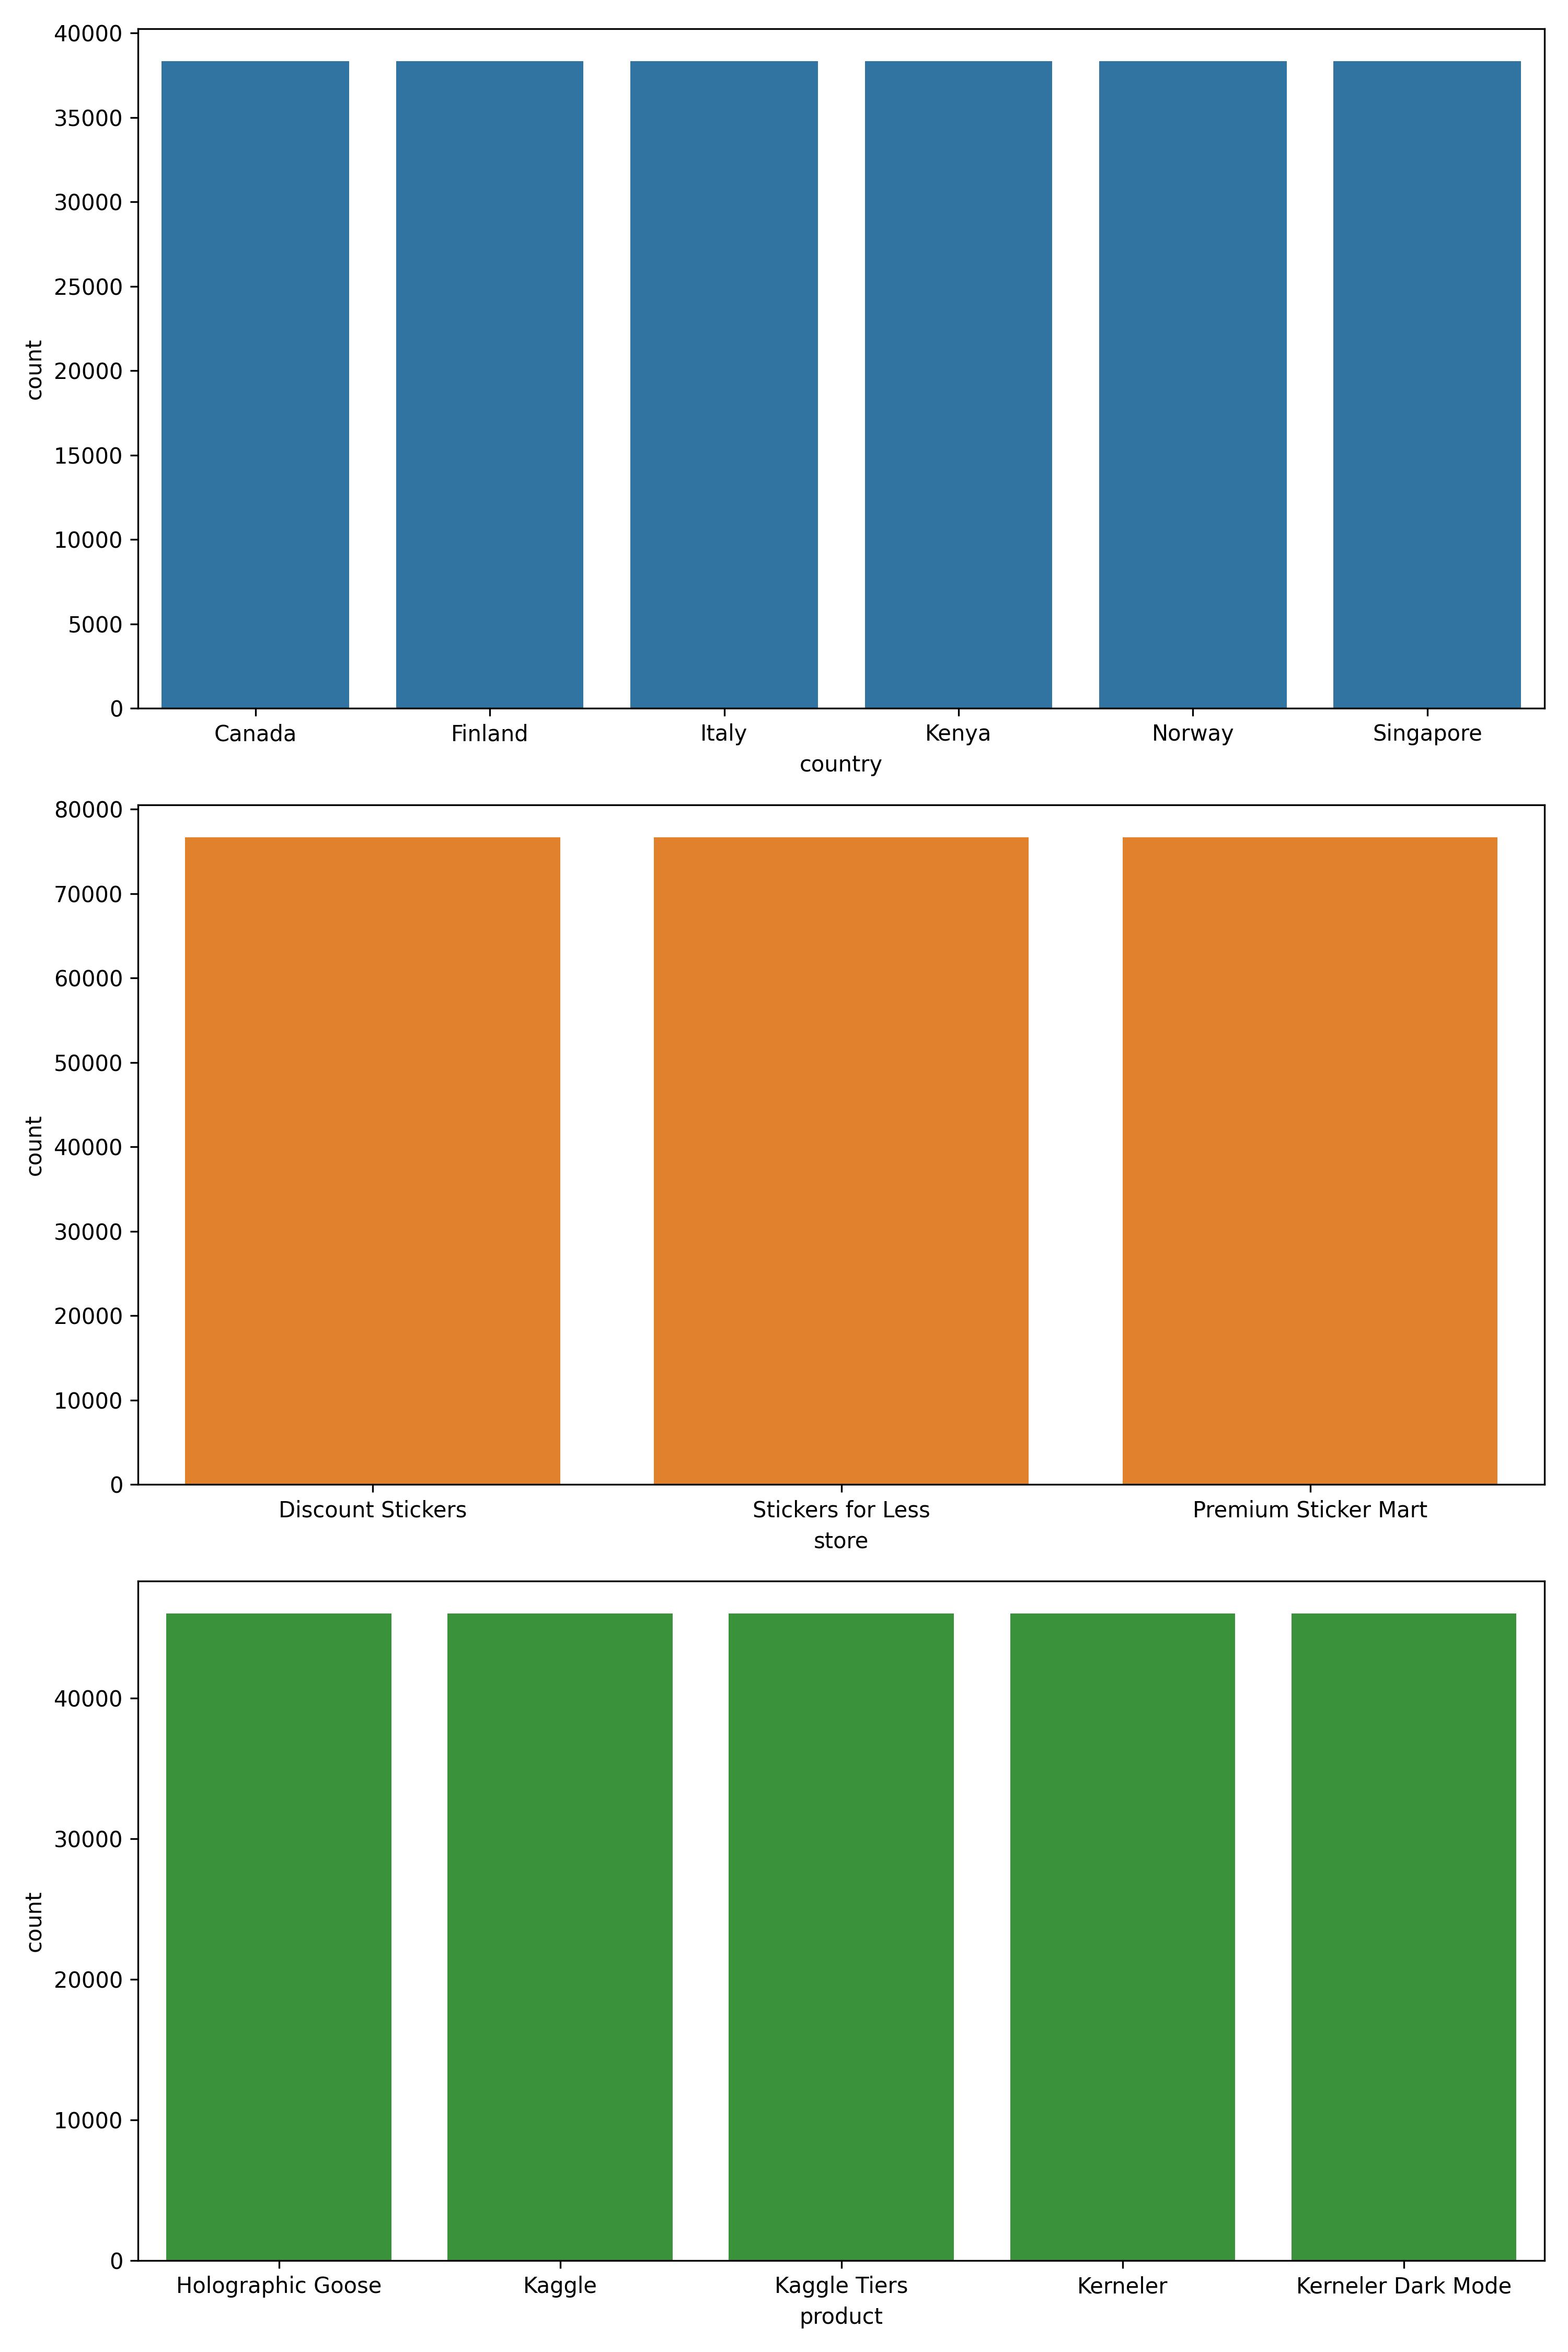 40000
35000
30000
25000
20000
15000
10000
5000
0
count
Canada Finland Italy Kenya Norway Singapore
country
80000
70000
60000
50000
40000
30000
20000
10000
0
count
Discount Stickers Stickers for Less Premium Sticker Mart
store
40000
30000
20000
10000
0
count
Holographic Goose Kaggle Kaggle Tiers Kerneler Kerneler Dark Mode
product